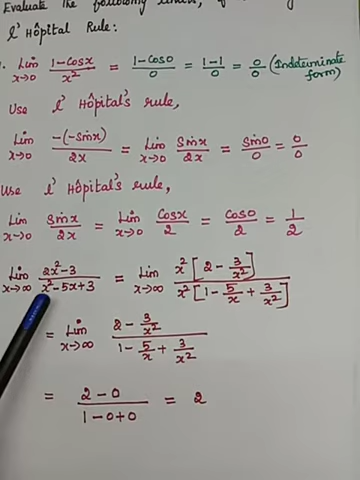 Evaluate the following limits, if
l' Hôpital Rule:
Lim x→0 1-Cosx/x² = 1-Cos0/0 = 1-1/0 = 0/0 (Indeterminate form)
Use l' Hôpital's rule,
Lim x→0 -(-Sinx)/2x = Lim x→0 Sinx/2x = Sin0/0 = 0/0
Use l' Hôpital's rule,
Lim x→0 Sinx/2x = Lim x→0 Cosx/2 = Cos0/2 = 1/2
Lim x→∞ 2x²-3/x²-5x+3 = Lim x→∞ x²[2-3/x²]/x²[1-5/x+3/x²]
= Lim x→∞ 2-3/x²/1-5/x+3/x²
= 2-0/1-0+0 = 2